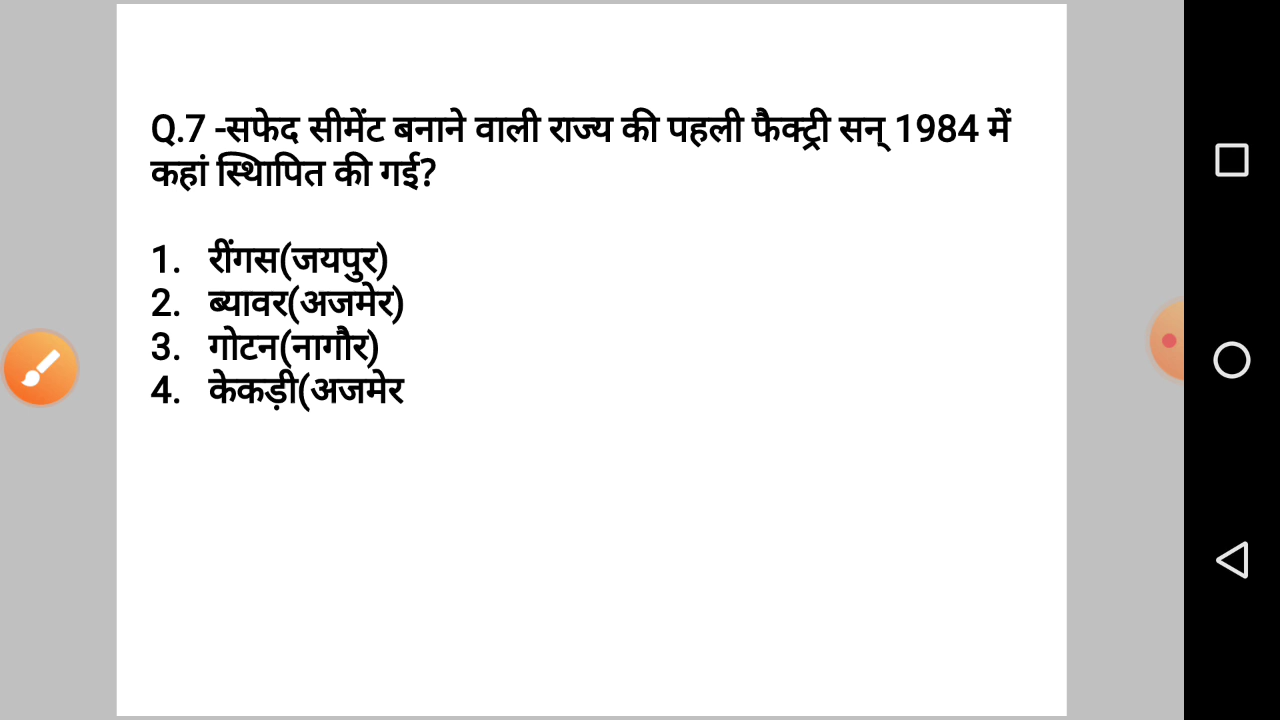 Q.7 -सफेद सीमेंट बनाने वाली राज्य की पहली फैक्ट्री सन् 1984 में
कहां स्थिापित की गई?
1. रींगस(जयपुर)
2. ब्यावर(अजमेर)
3. गोटन(नागौर)
4. केकड़ी(अजमेर